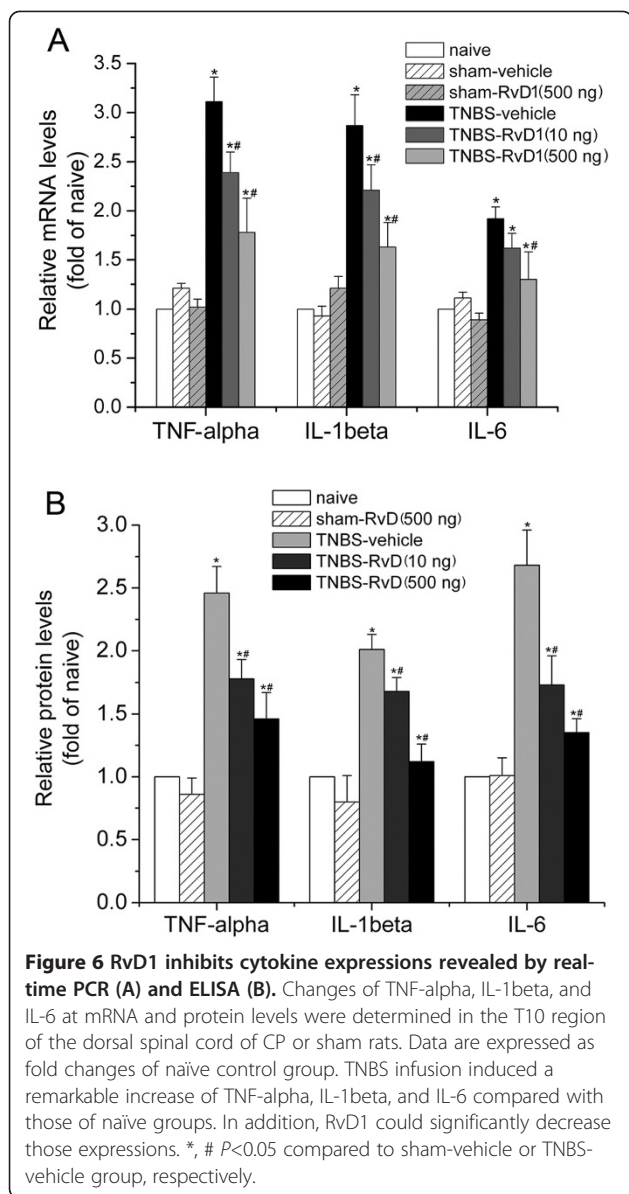 A
naive
sham-vehicle
sham-RvD1(500 ng)
TNBS-vehicle
TNBS-RvD1(10 ng)
TNBS-RvD1(500 ng)
Relative mRNA levels
(fold of naive)
3.5
3.0
2.5
2.0
1.5
1.0
0.5
0.0
* *# *#
* *# *#
* * *#
TNF-alpha IL-1beta IL-6
B
naive
sham-RvD(500 ng)
TNBS-vehicle
TNBS-RvD(10 ng)
TNBS-RvD(500 ng)
Relative protein levels
(fold of naive)
3.0
2.5
2.0
1.5
1.0
0.5
0.0
* *# *#
* *# *#
* *# *#
TNF-alpha IL-1beta IL-6
Figure 6 RvD1 inhibits cytokine expressions revealed by real-
time PCR (A) and ELISA (B). Changes of TNF-alpha, IL-1beta, and
IL-6 at mRNA and protein levels were determined in the T10 region
of the dorsal spinal cord of CP or sham rats. Data are expressed as
fold changes of naïve control group. TNBS infusion induced a
remarkable increase of TNF-alpha, IL-1beta, and IL-6 compared with
those of naïve groups. In addition, RvD1 could significantly decrease
those expressions. *, # P<0.05 compared to sham-vehicle or TNBS-
vehicle group, respectively.